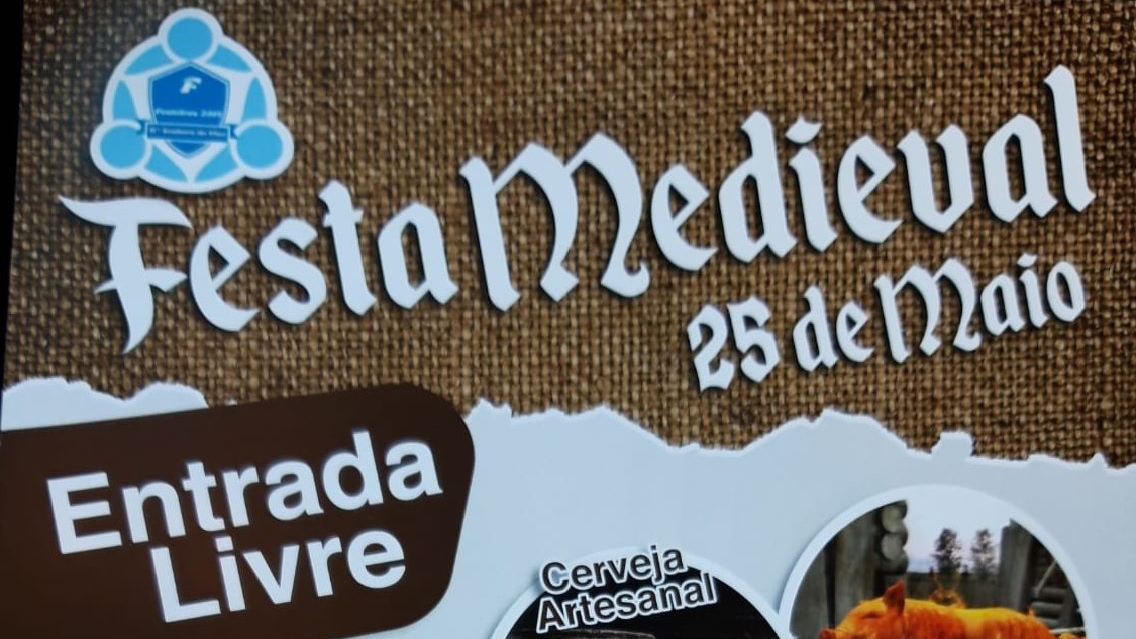 F
Festa Medieval
25 de Maio
Entrada
Livre
Cerveja
Artesanal